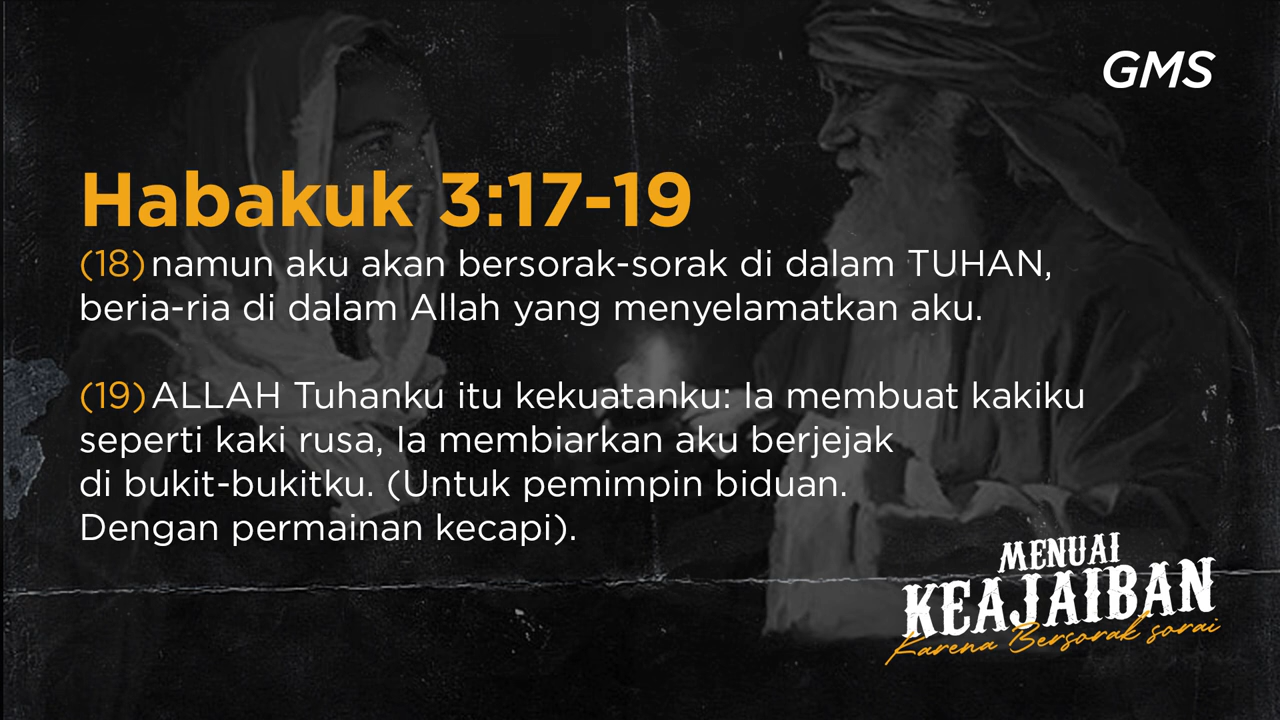 GMS
Habakuk 3:17-19
(18) namun aku akan bersorak-sorak di dalam TUHAN,
beria-ria di dalam Allah yang menyelamatkan aku.
(19) ALLAH Tuhanku itu kekuatanku: Ia membuat kakiku
seperti kaki rusa, Ia membiarkan aku berjejak
di bukit-bukitku. (Untuk pemimpin biduan.
Dengan permainan kecapi).
MENUAI
KEAJAIBAN
Karena Bersorak sorai